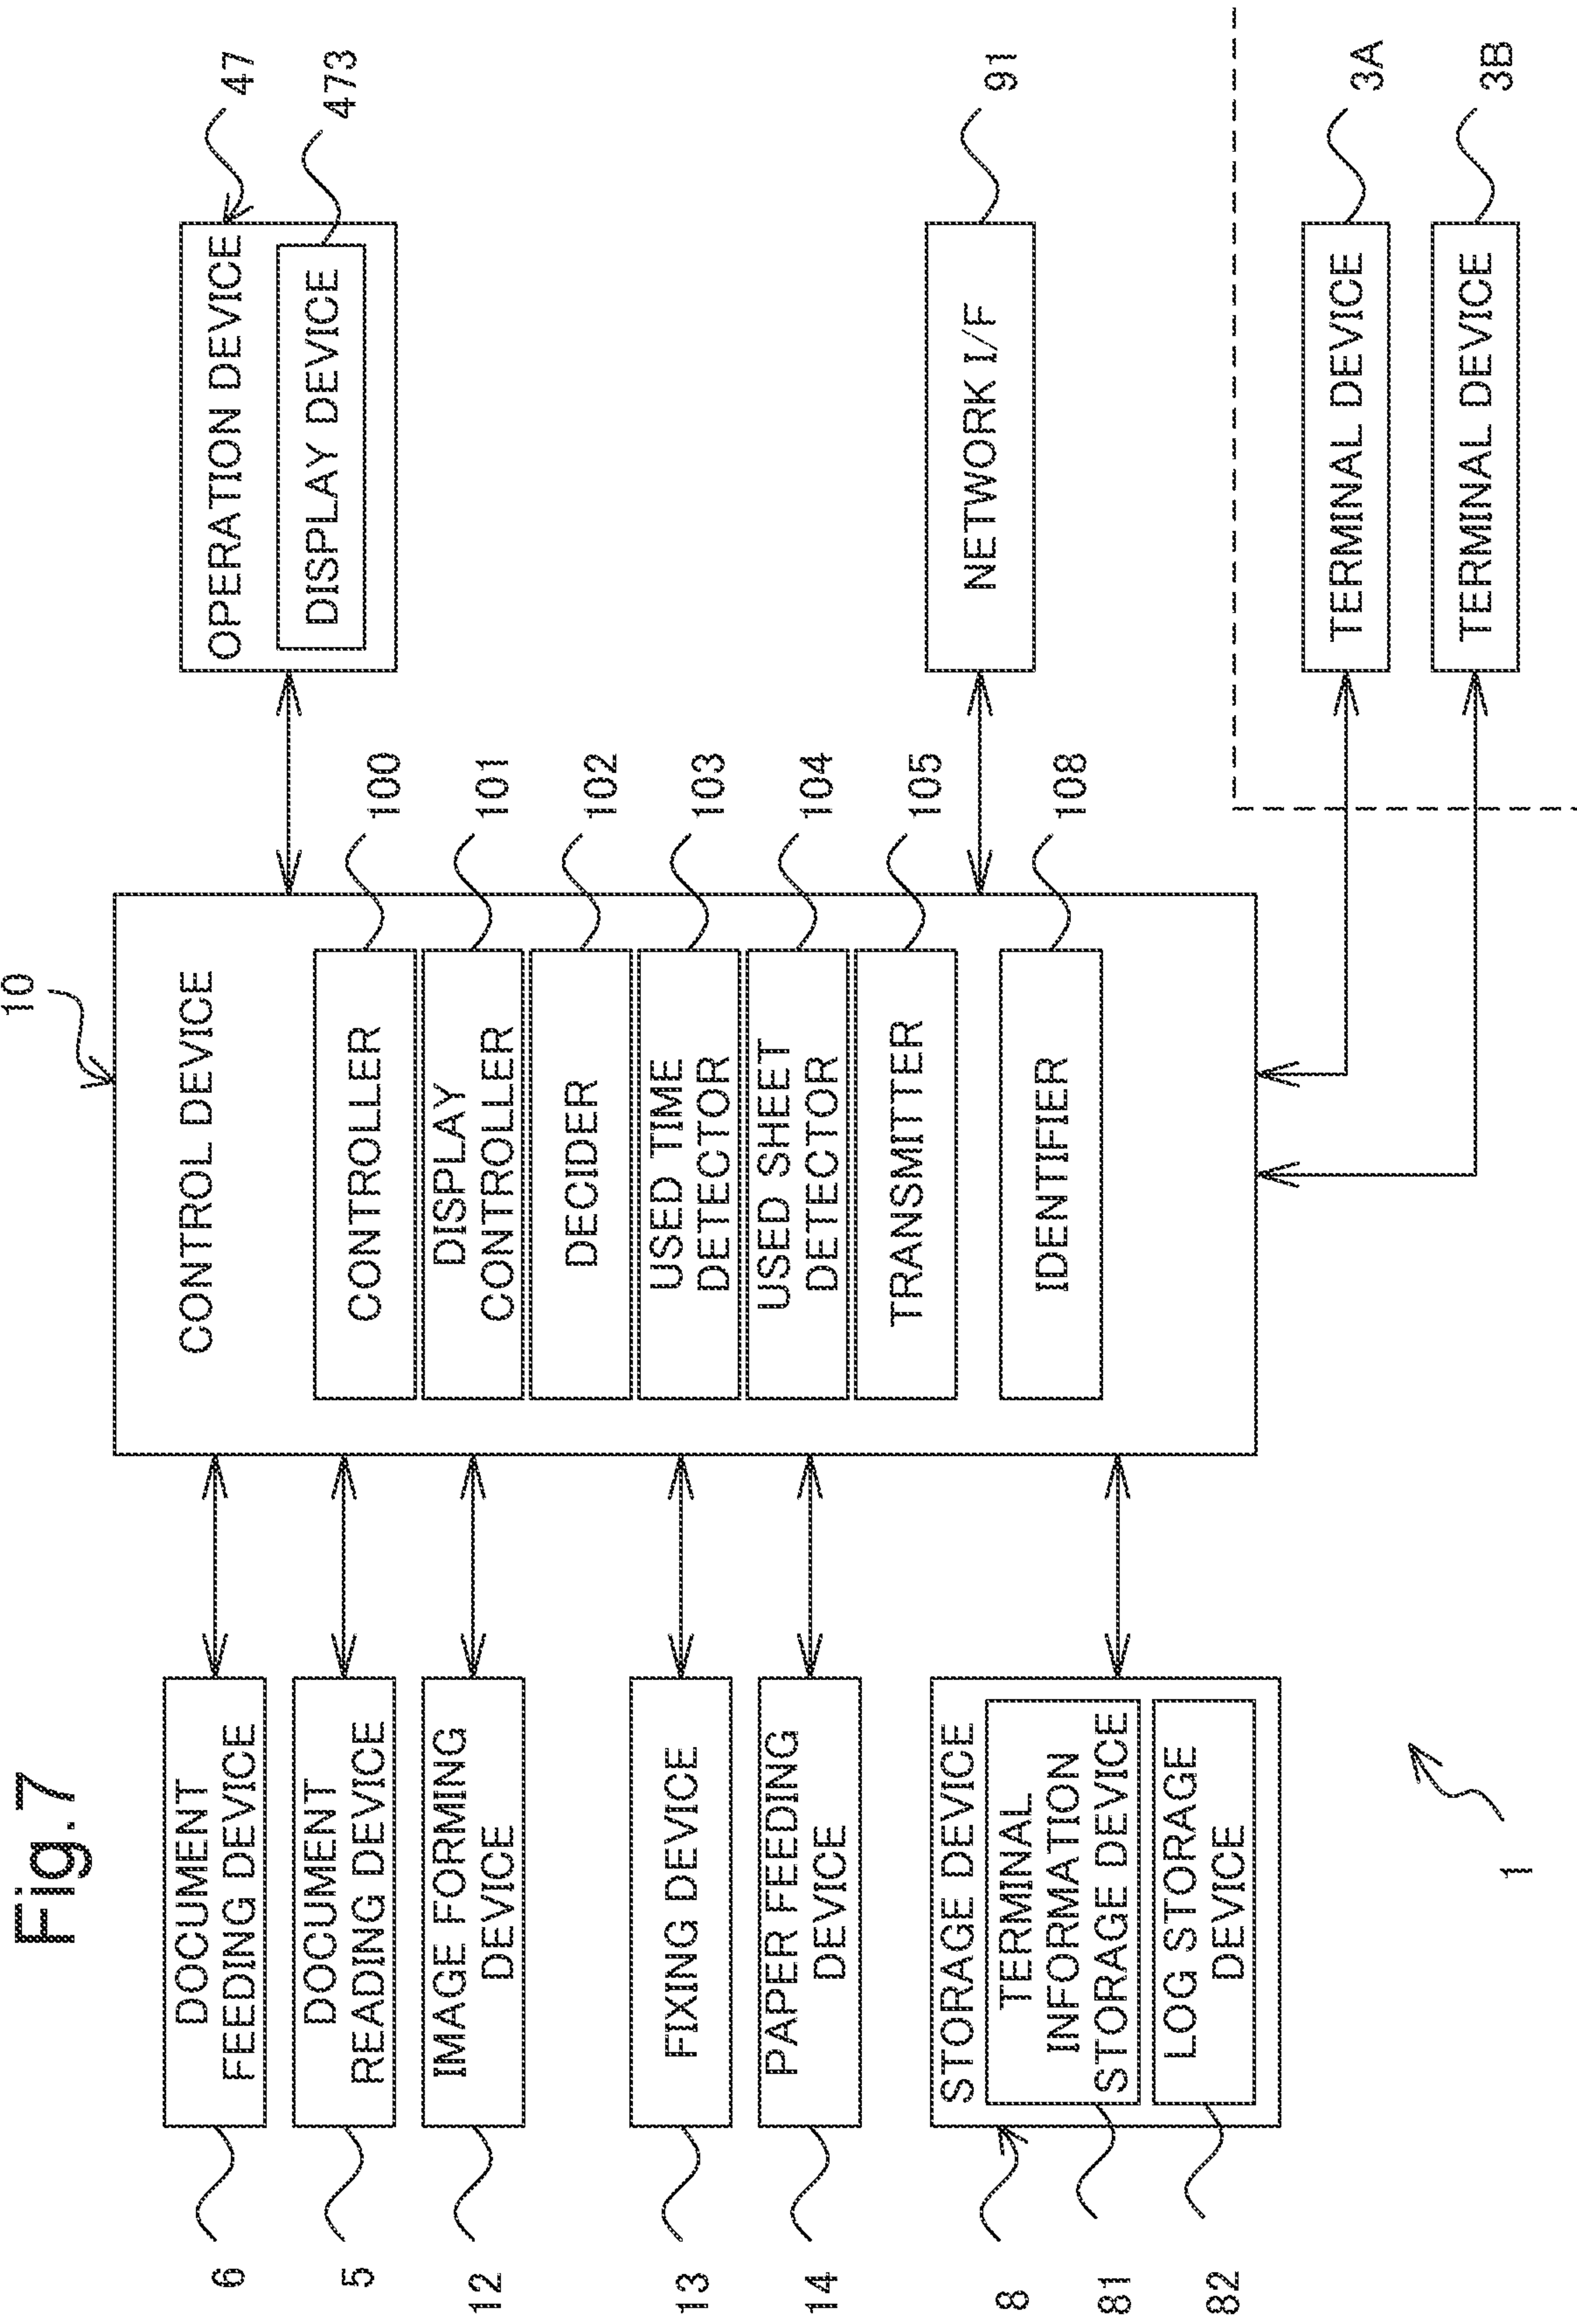 Fig.7
10
CONTROL DEVICE
DOCUMENT
FEEDING DEVICE
6
DOCUMENT
READING DEVICE
5
IMAGE FORMING
DEVICE
12
FIXING DEVICE
13
PAPER FEEDING
DEVICE
14
STORAGE DEVICE
8
TERMINAL
INFORMATION
STORAGE DEVICE
81
LOG STORAGE
DEVICE
82
CONTROLLER
100
DISPLAY
CONTROLLER
101
DECIDER
102
USED TIME
DETECTOR
103
USED SHEET
DETECTOR
104
TRANSMITTER
105
IDENTIFIER
108
OPERATION DEVICE
47
DISPLAY DEVICE
473
NETWORK I/F
91
TERMINAL DEVICE
3A
TERMINAL DEVICE
3B
1